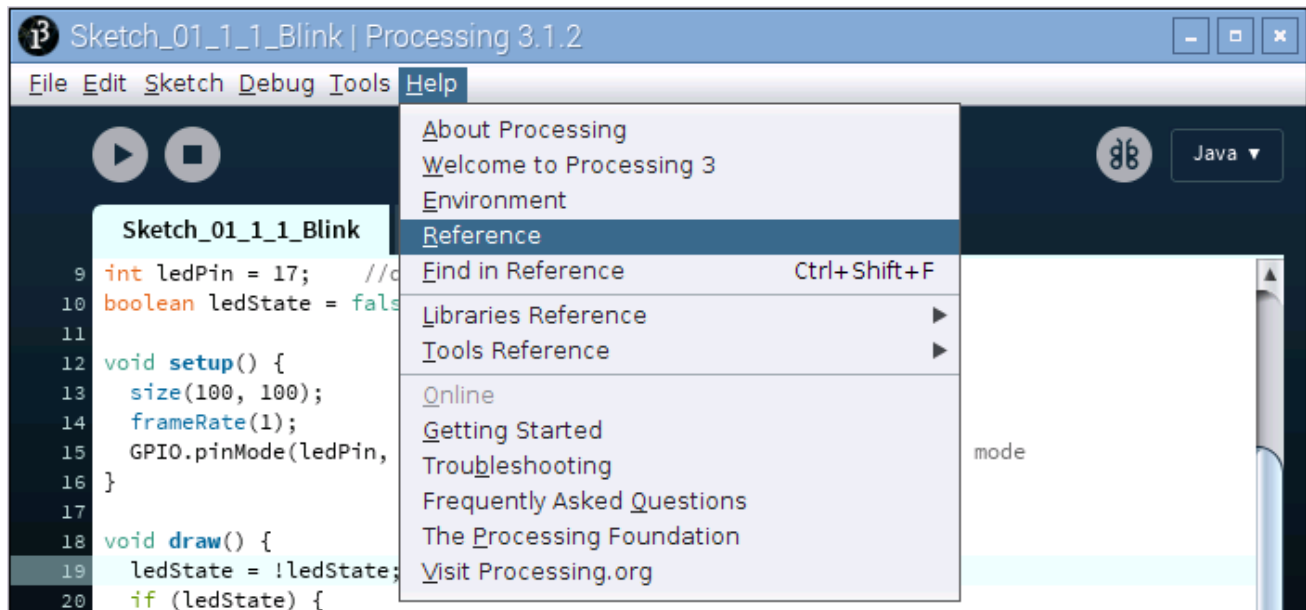 Sketch_01_1_1_Blink | Processing 3.1.2
File Edit Sketch Debug Tools Help
About Processing
Welcome to Processing 3
Environment
Reference
Find in Reference Ctrl+Shift+F
Libraries Reference
Tools Reference
Online
Getting Started
Troubleshooting
Frequently Asked Questions
The Processing Foundation
Visit Processing.org
Java ▼
Sketch_01_1_1_Blink
9 int ledPin = 17; //
10 boolean ledState = fals
11
12 void setup() {
13 size(100, 100);
14 frameRate(1);
15 GPIO.pinMode(ledPin, mode
16 }
17
18 void draw() {
19 ledState = !ledState;
20 if (ledState) {